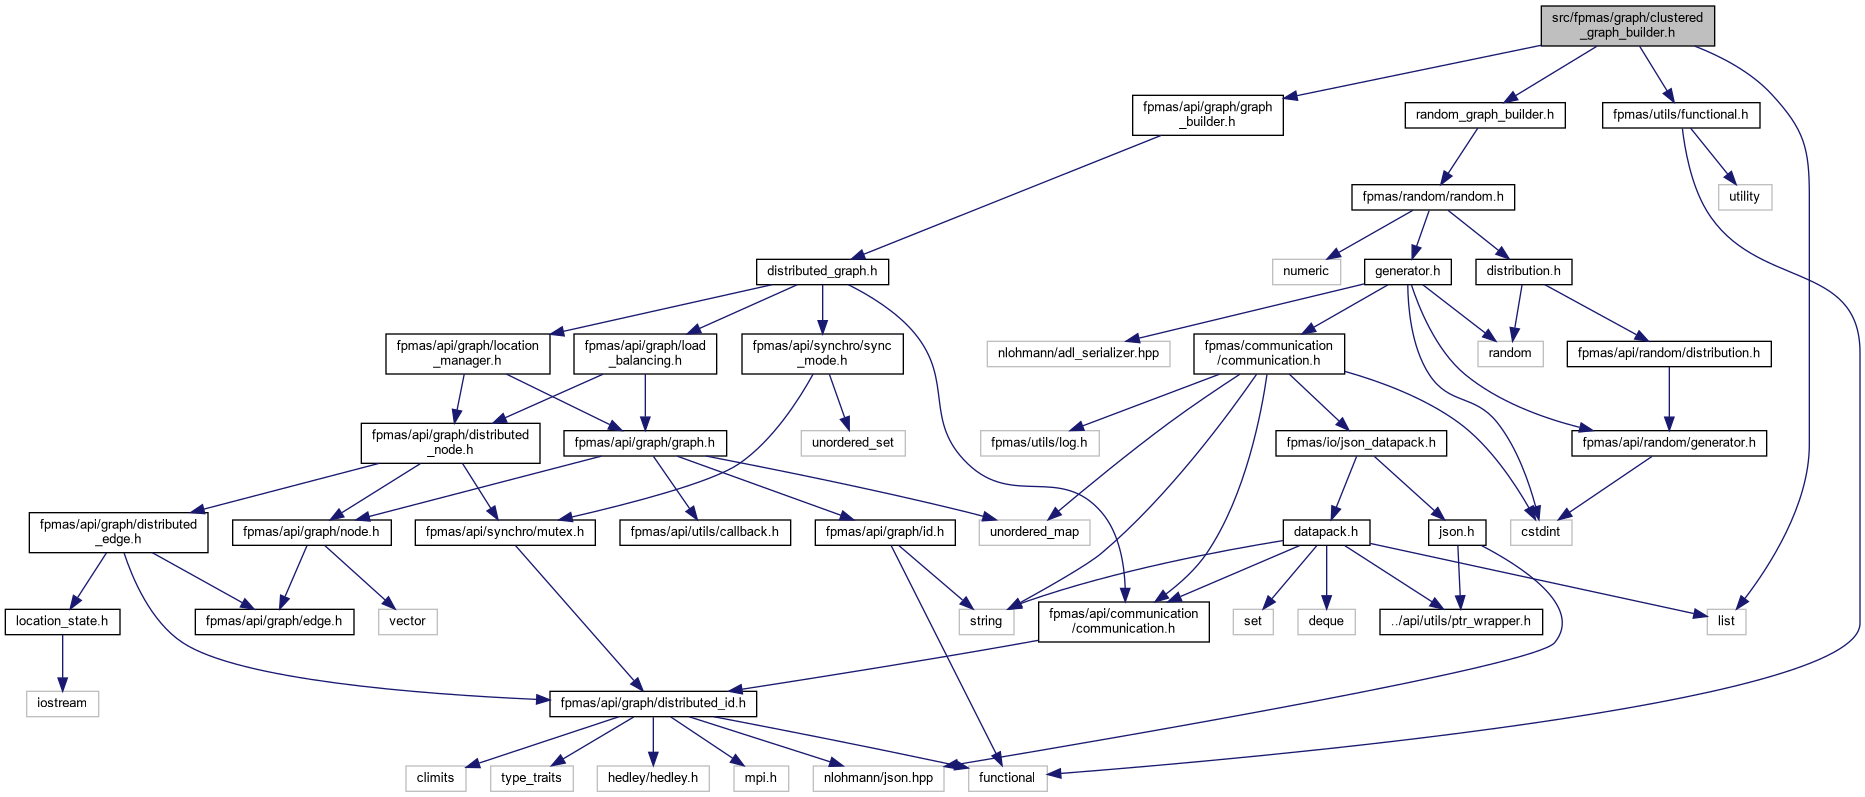 src/fpmas/graph/clustered
_graph_builder.h
fpmas/api/graph/graph
_builder.h
random_graph_builder.h
fpmas/utils/functional.h
fpmas/random/random.h
utility
distributed_graph.h
numeric
generator.h
distribution.h
fpmas/api/graph/location
_manager.h
fpmas/api/graph/load
_balancing.h
fpmas/api/synchro/sync
_mode.h
nlohmann/adl_serializer.hpp
fpmas/communication
/communication.h
random
fpmas/api/random/distribution.h
fpmas/api/graph/distributed
_node.h
fpmas/api/graph/graph.h
unordered_set
fpmas/utils/log.h
fpmas/io/json_datapack.h
fpmas/api/random/generator.h
fpmas/api/graph/distributed
_edge.h
fpmas/api/graph/node.h
fpmas/api/synchro/mutex.h
fpmas/api/utils/callback.h
fpmas/api/graph/id.h
unordered_map
datapack.h
json.h
cstdint
location_state.h
fpmas/api/graph/edge.h
vector
string
fpmas/api/communication
/communication.h
set
deque
../api/utils/ptr_wrapper.h
list
iostream
fpmas/api/graph/distributed_id.h
climits
type_traits
hedley/hedley.h
mpi.h
nlohmann/json.hpp
functional